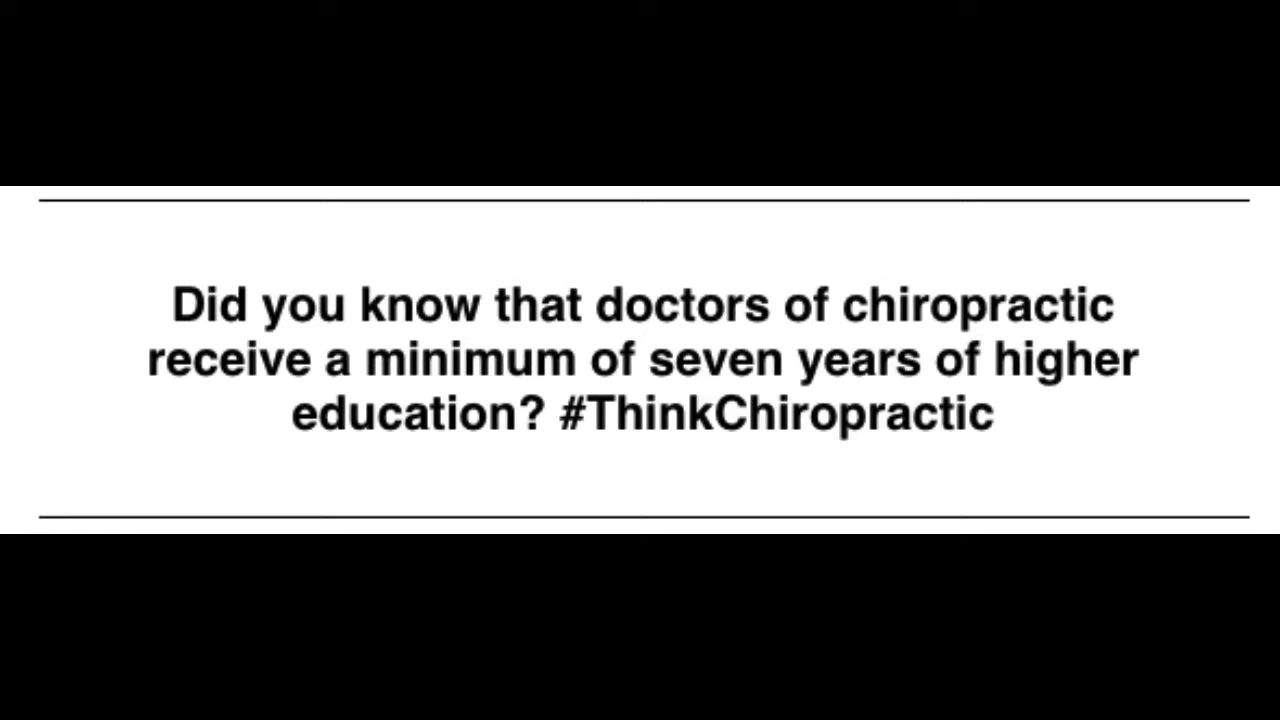 Did you know that doctors of chiropractic
receive a minimum of seven years of higher
education? #ThinkChiropractic